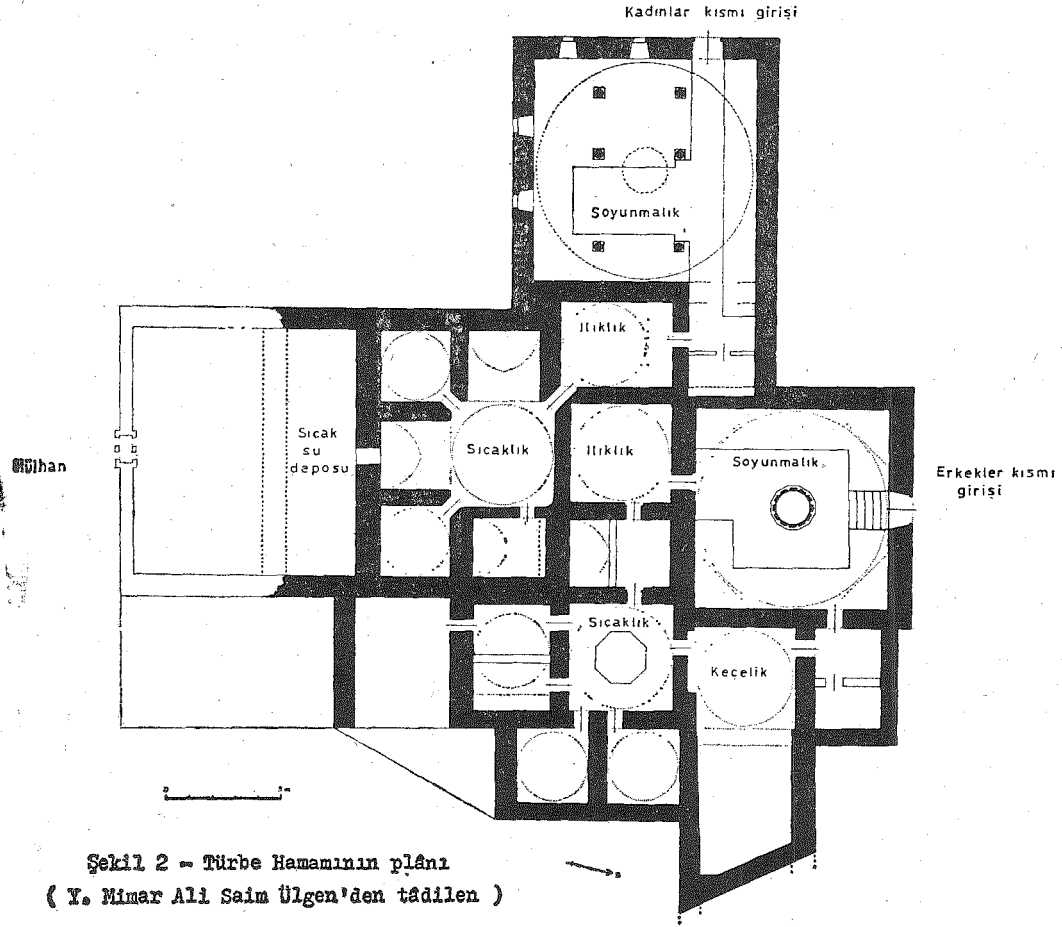 Kadınlar kısmı girişi
Soyunmalık
Ilıklık
Sıcak
su
deposu
Sıcaklık
Ilıklık
Soyunmalık
Erkekler kısmı
girişi
Külhan
Sıcaklık
Keçelik
Şekil 2 - Türbe Hamamının plânı
( Y. Mimar Ali Saim Ülgen'den tâdilen )